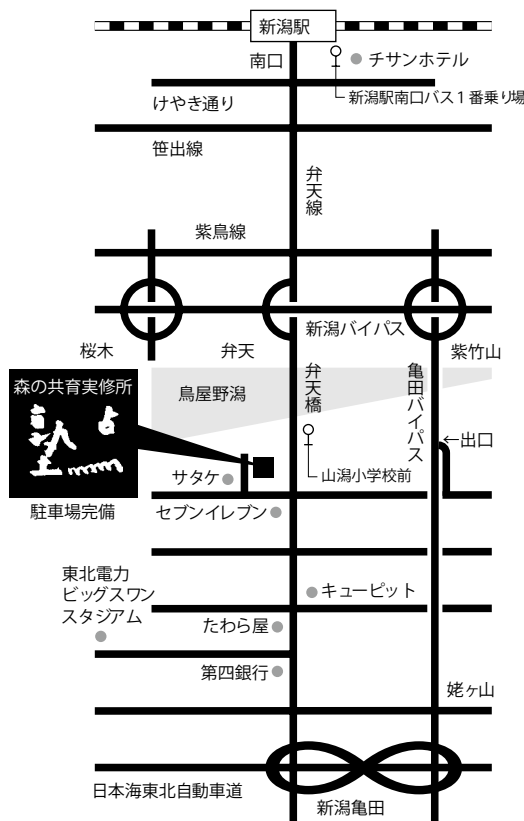 新潟駅
南口
チサンホテル
けやき通り
新潟駅南口バス1番乗り場
笹出線
弁天線
紫鳥線
新潟バイパス
桜木
弁天
紫竹山
森の共育実修所
鳥屋野潟
弁天橋
亀田バイパス
←出口
サタケ
山潟小学校前
駐車場完備
セブンイレブン
東北電力
ビッグスワン
スタジアム
キューピット
たわら屋
第四銀行
姥ヶ山
日本海東北自動車道
新潟亀田